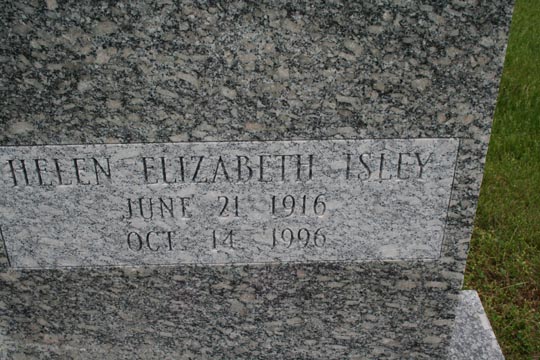 HELEN ELIZABETH ISLEY
JUNE 21 1916
OCT. 14 1996